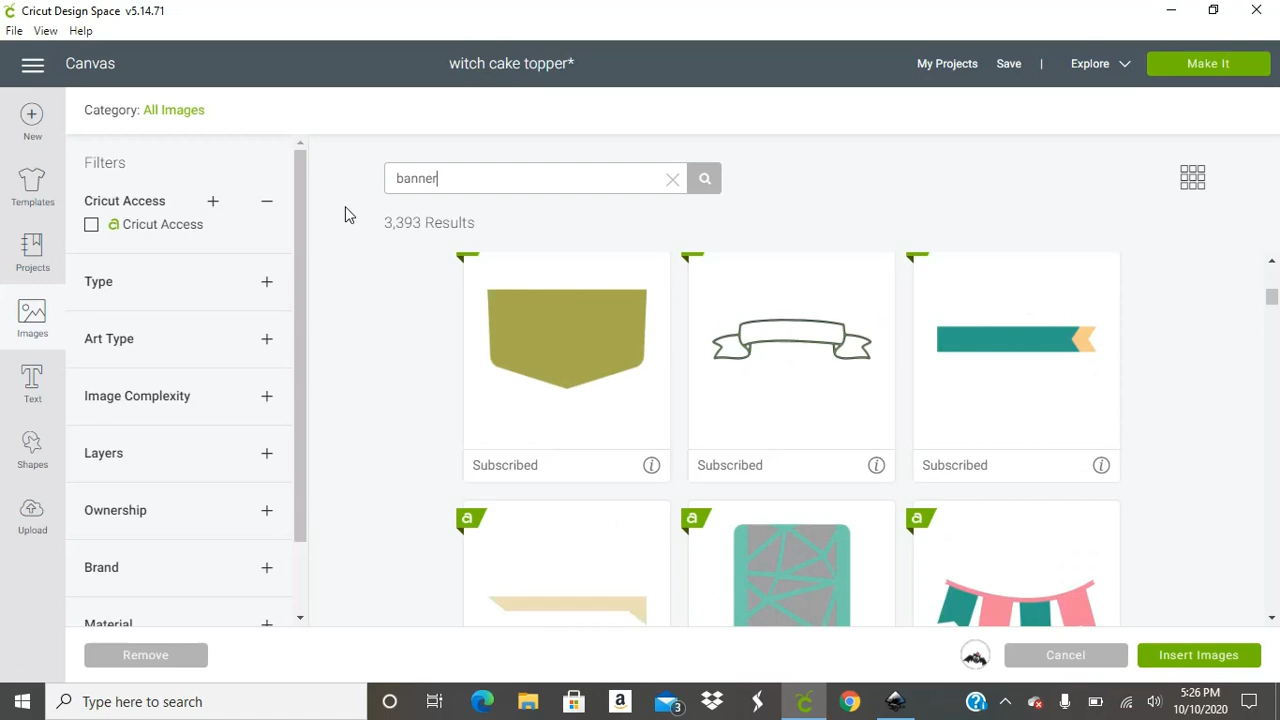 Cricut Design Space v5.14.71
File View Help
Canvas
witch cake topper*
My Projects Save | Explore Make It
New
Templates
Projects
Images
Text
Shapes
Upload
Category: All Images
Filters
Cricut Access
a Cricut Access
Type
Art Type
Image Complexity
Layers
Ownership
Brand
Material
banner
3,393 Results
Subscribed
Subscribed
Subscribed
a
a
a
Remove
Cancel
Insert Images
Type here to search
a
3
5:26 PM
10/10/2020